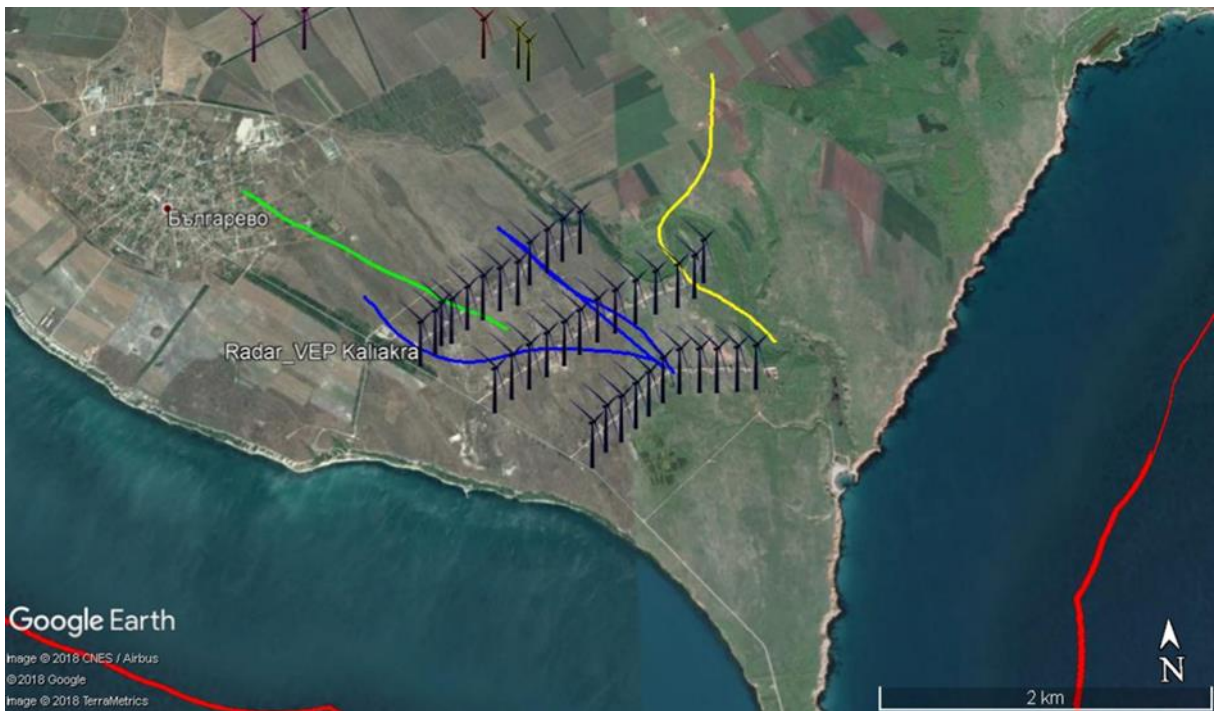 Българево
Radar_VEP Kaliakra
Google Earth
Image © 2018 CNES / Airbus
© 2018 Google
Image © 2018 TerraMetrics
N
2 km